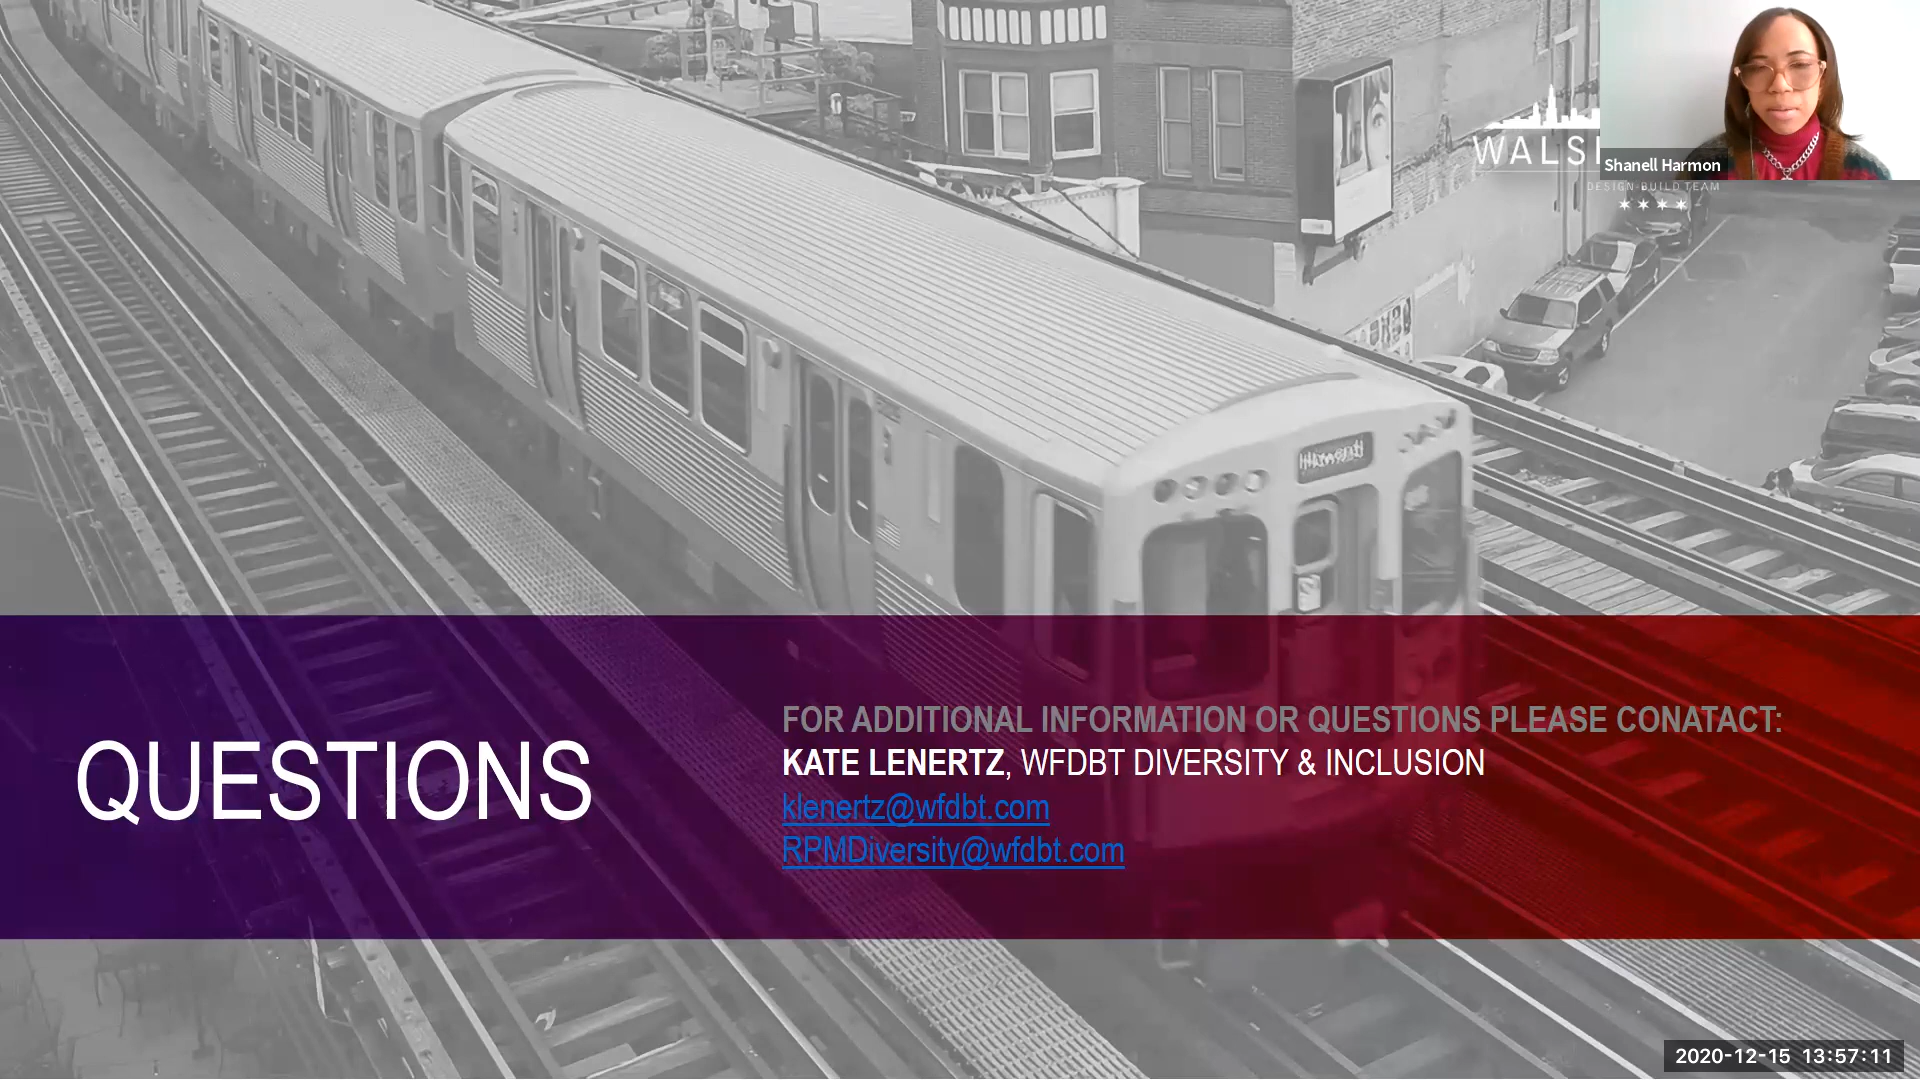 WALS
Shanell Harmon
DESIGN-BUILD TEAM
QUESTIONS
FOR ADDITIONAL INFORMATION OR QUESTIONS PLEASE CONATACT:
KATE LENERTZ, WFDBT DIVERSITY & INCLUSION
klenertz@wfdbt.com
RPMDiversity@wfdbt.com
2020-12-15 13:57:11